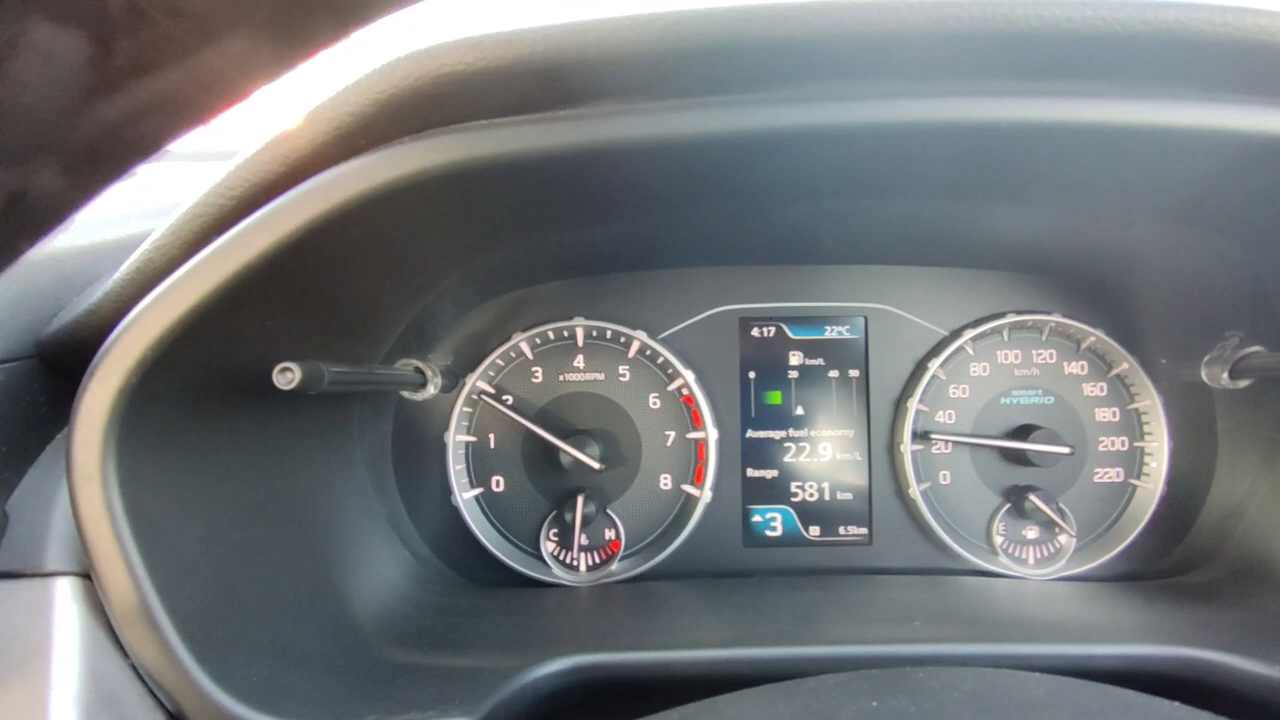 4
3
5
x1000RPM
2
6
1
7
0
8
C
H
4:17
22°C
km/L
0 20 40 50
Average fuel economy
22.9 km/L
Range
581 km
3
B
6.5km
100 120
80
140
km/h
60
160
smart
HYBRID
40
180
20
200
0
220
E